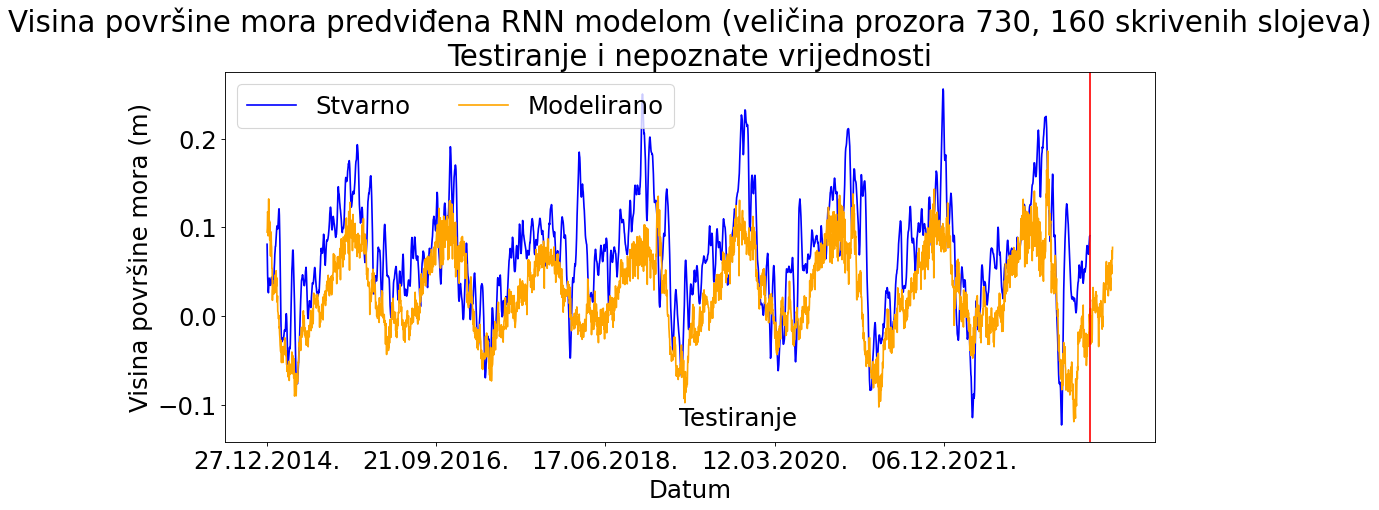 Visina površine mora predviđena RNN modelom (veličina prozora 730, 160 skrivenih slojeva)
Testiranje i nepoznate vrijednosti
Stvarno Modelirano
Visina površine mora (m)
0.2
0.1
0.0
−0.1
Testiranje
27.12.2014. 21.09.2016. 17.06.2018. 12.03.2020. 06.12.2021.
Datum